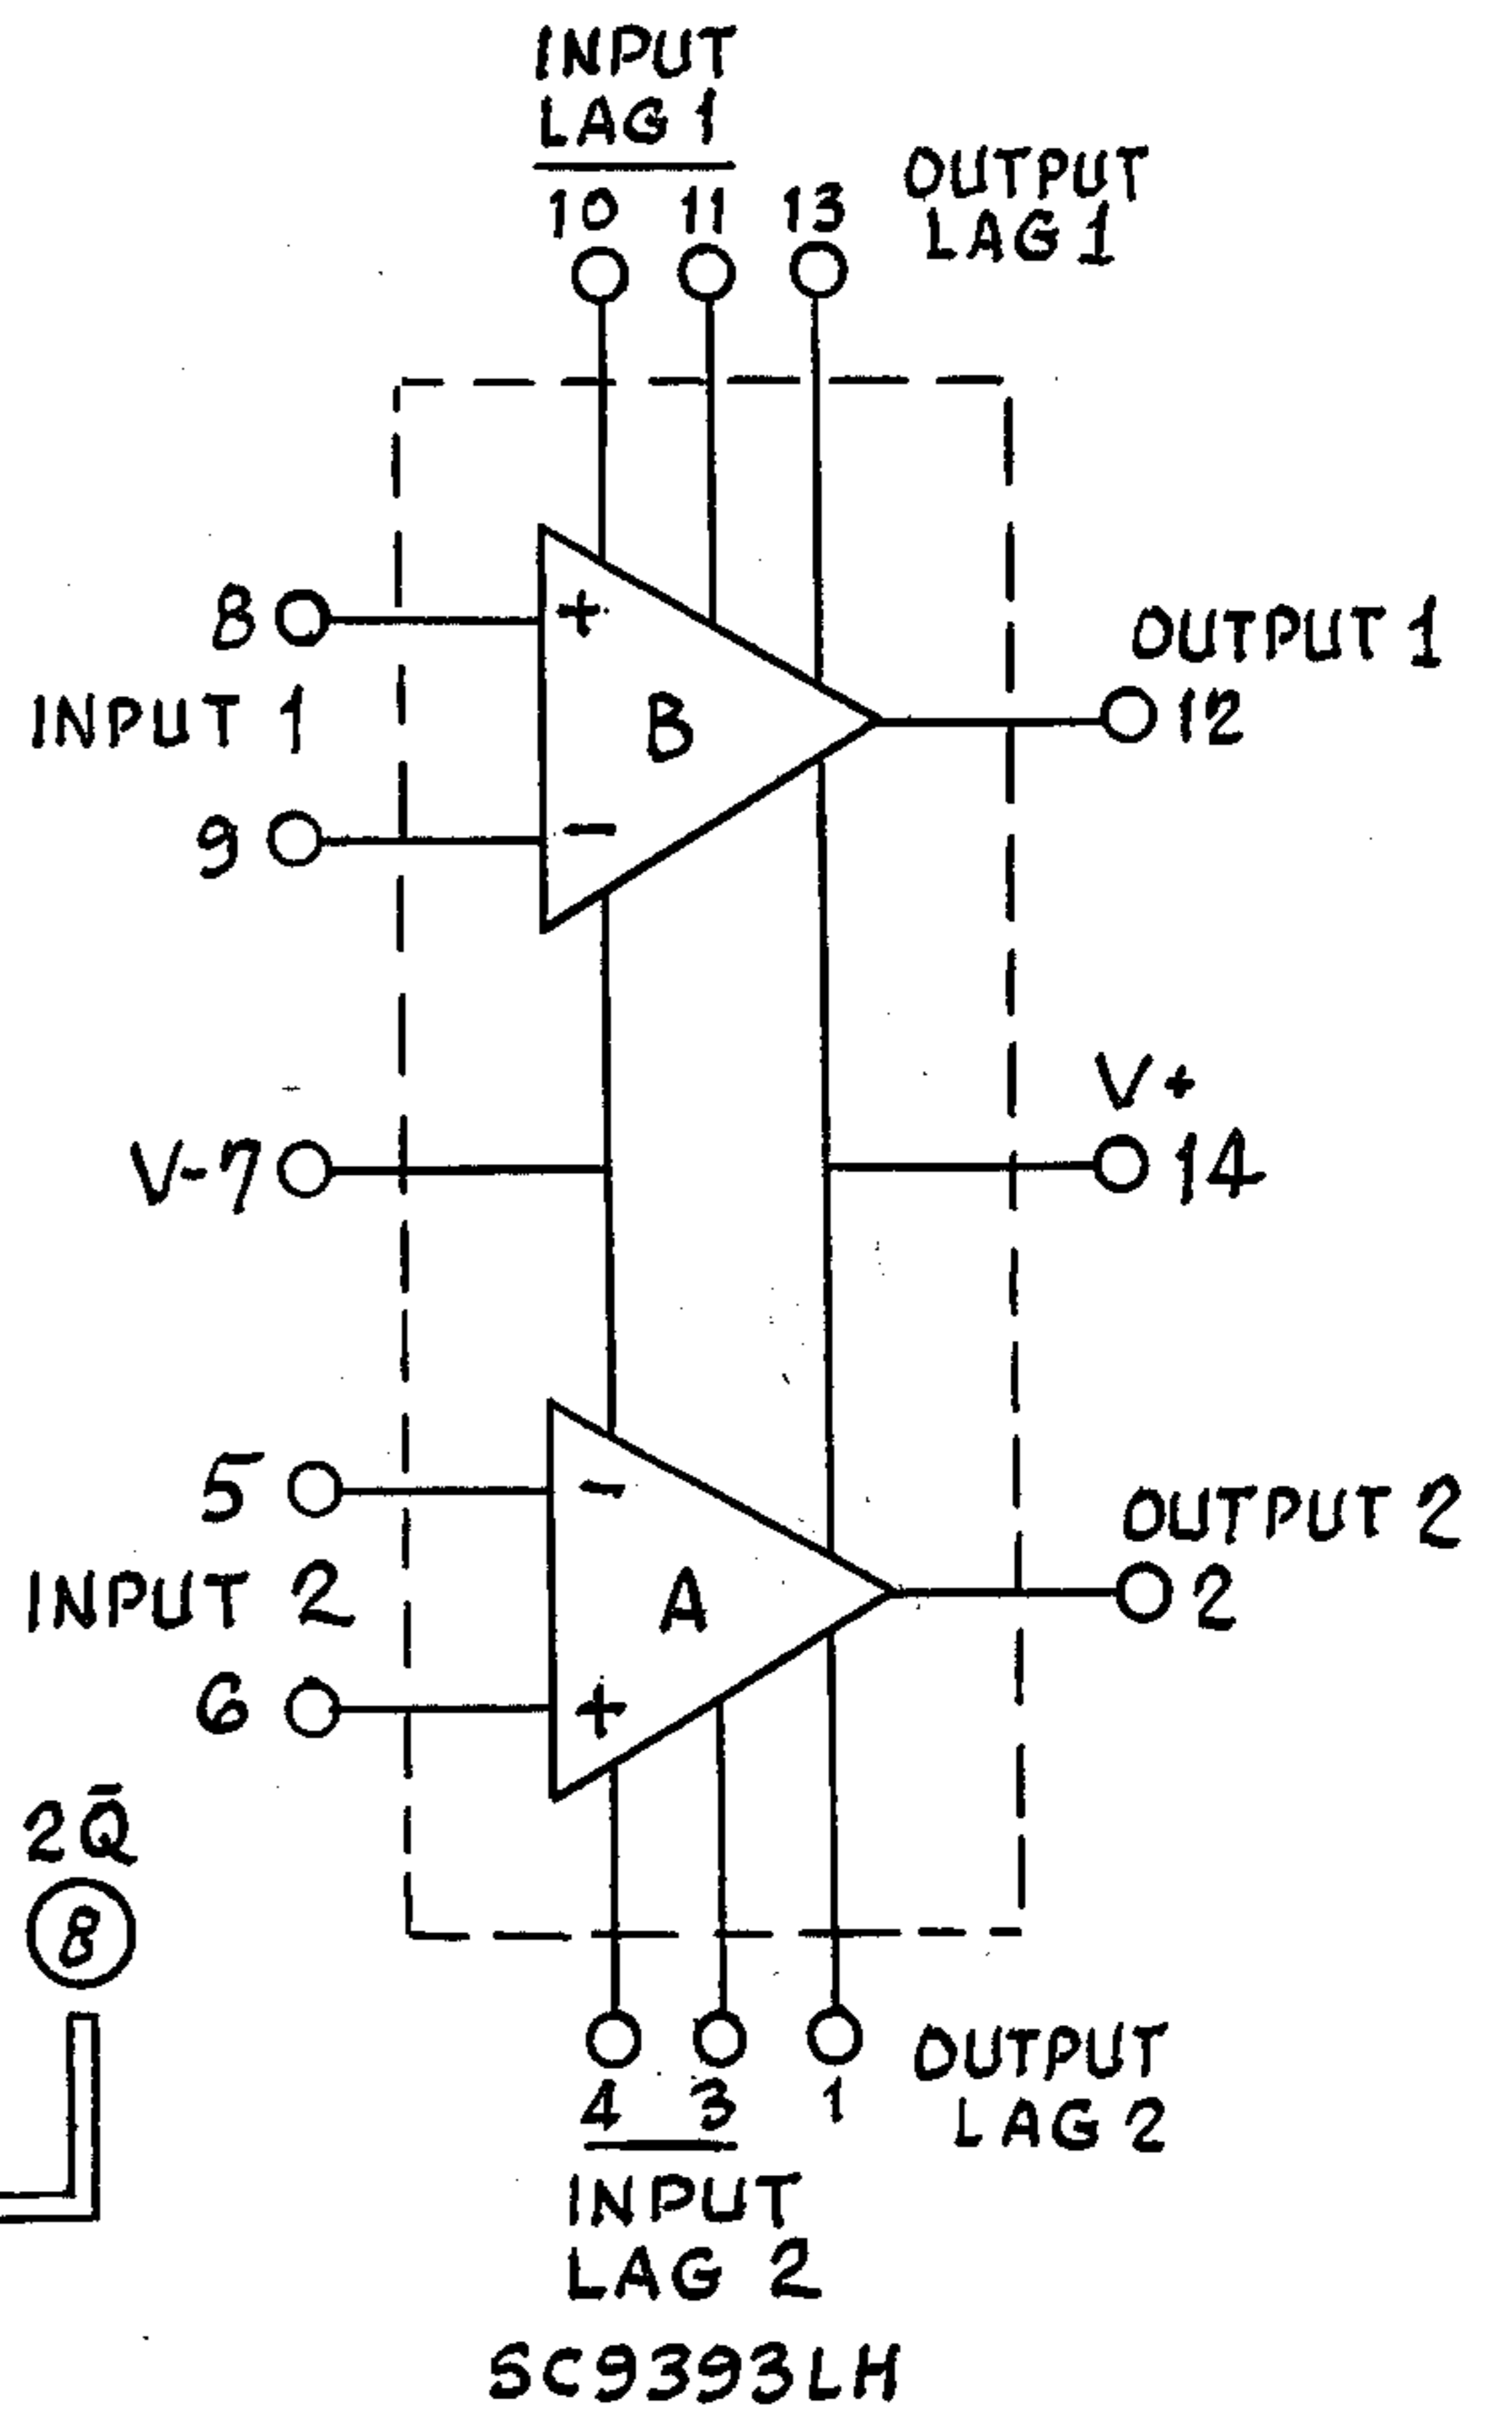 INPUT
LAG 1
10 11 13
OUTPUT
LAG 1
8
+
INPUT 1
B
OUTPUT 1
12
9
-
V+
V-7
14
5
-
INPUT 2
A
OUTPUT 2
2
6
+
2Q̅
8
4 3 1
OUTPUT
LAG 2
INPUT
LAG 2
SC9393LH